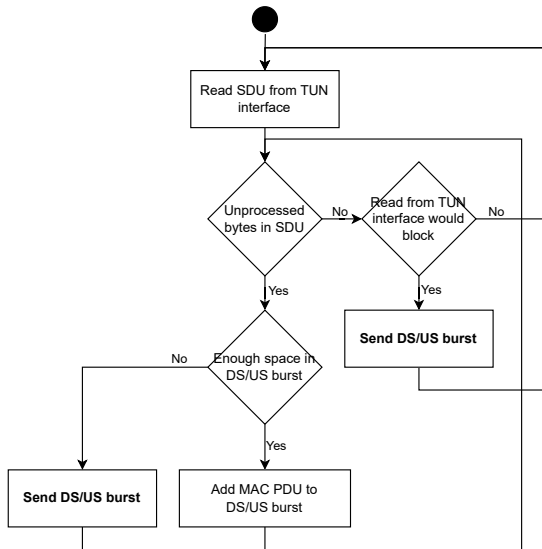 Read SDU from TUN
interface
Unprocessed
bytes in SDU
No
Read from TUN
interface would
block
No
Yes
Yes
Send DS/US burst
Enough space in
DS/US burst
No
Yes
Send DS/US burst
Add MAC PDU to
DS/US burst